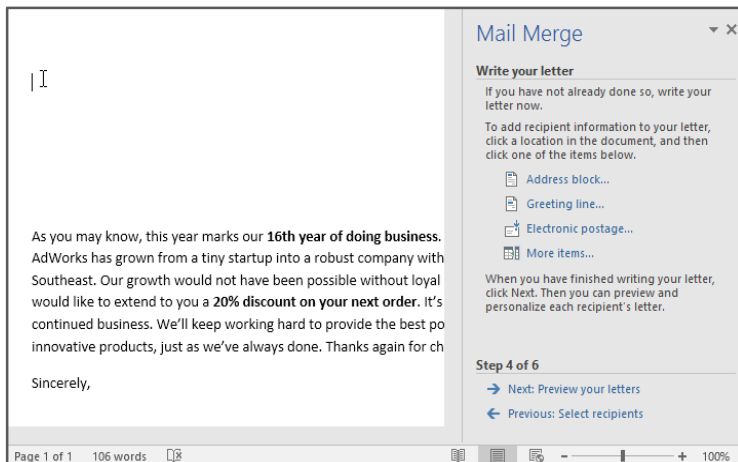 Mail Merge
Write your letter
If you have not already done so, write your
letter now.
To add recipient information to your letter,
click a location in the document, and then
click one of the items below.
Address block...
Greeting line...
Electronic postage...
More items...
When you have finished writing your letter,
click Next. Then you can preview and
personalize each recipient's letter.
Step 4 of 6
Next: Preview your letters
Previous: Select recipients
As you may know, this year marks our 16th year of doing business.
AdWorks has grown from a tiny startup into a robust company with
Southeast. Our growth would not have been possible without loyal
would like to extend to you a 20% discount on your next order. It's
continued business. We'll keep working hard to provide the best po
innovative products, just as we've always done. Thanks again for ch
Sincerely,
Page 1 of 1 106 words
100%